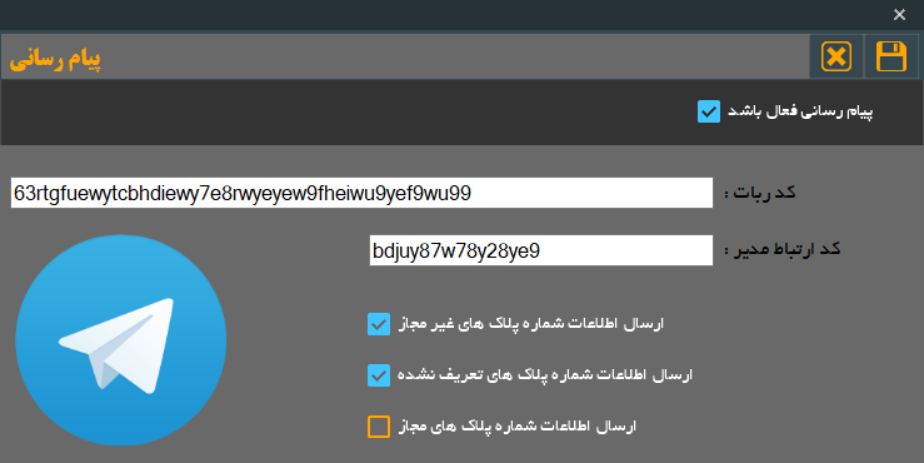 پیام رسانی
پیام رسانی فعال باشد
کد ربات :
63rtgfuewytcbhdiewy7e8rwyeyew9fheiwu9yef9wu99
کد ارتباط مدیر :
bdjuy87w78y28ye9
ارسال اطلاعات شماره پلاک های غیر مجاز
ارسال اطلاعات شماره پلاک های تعریف نشده
ارسال اطلاعات شماره پلاک های مجاز